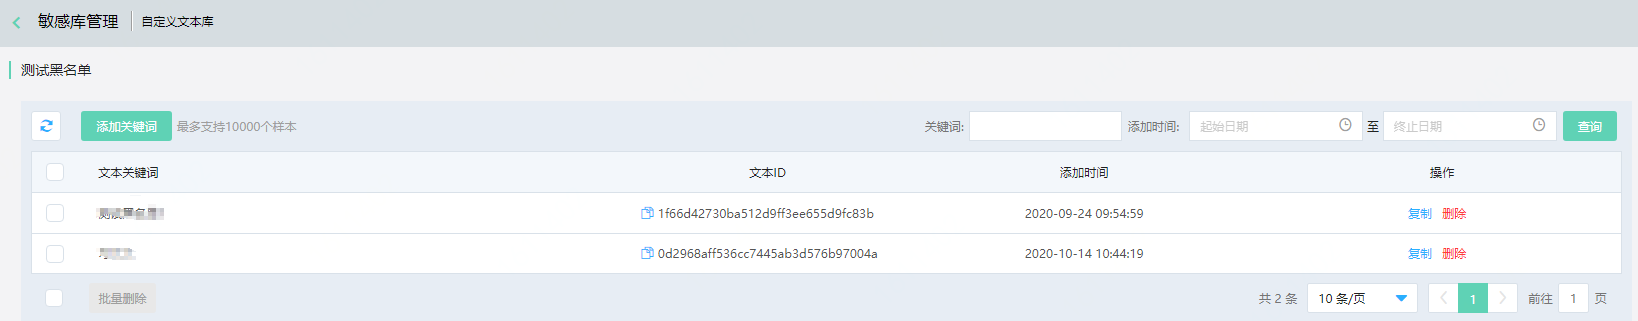 敏感库管理 自定义文本库
测试黑名单
添加关键词 最多支持10000个样本 关键词: 添加时间: 起始日期 至 终止日期 查询
文本关键词 文本ID 添加时间 操作
1f66d42730ba512d9ff3ee655d9fc83b 2020-09-24 09:54:59 复制 删除
0d2968aff536cc7445ab3d576b97004a 2020-10-14 10:44:19 复制 删除
批量删除 共 2 条 10 条/页 1 前往 1 页